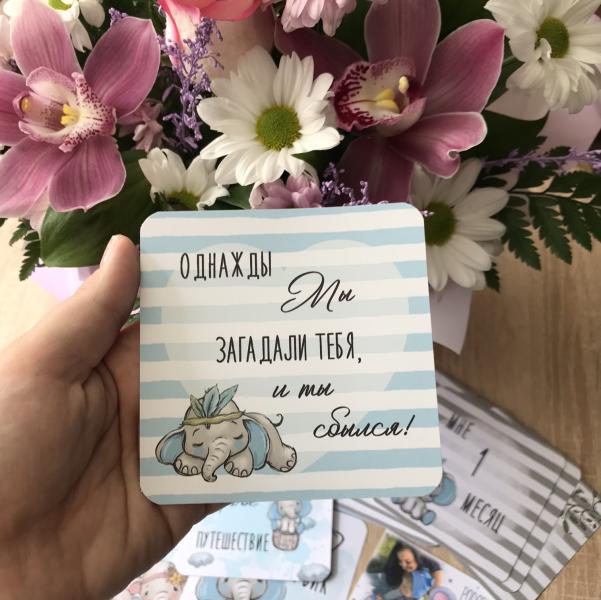 ОДНАЖДЫ
Мы
ЗАГАДАЛИ ТЕБЯ,
и ты
сбылся!
МНЕ
1
МЕСЯЦ
ПУТЕШЕСТВИЕ